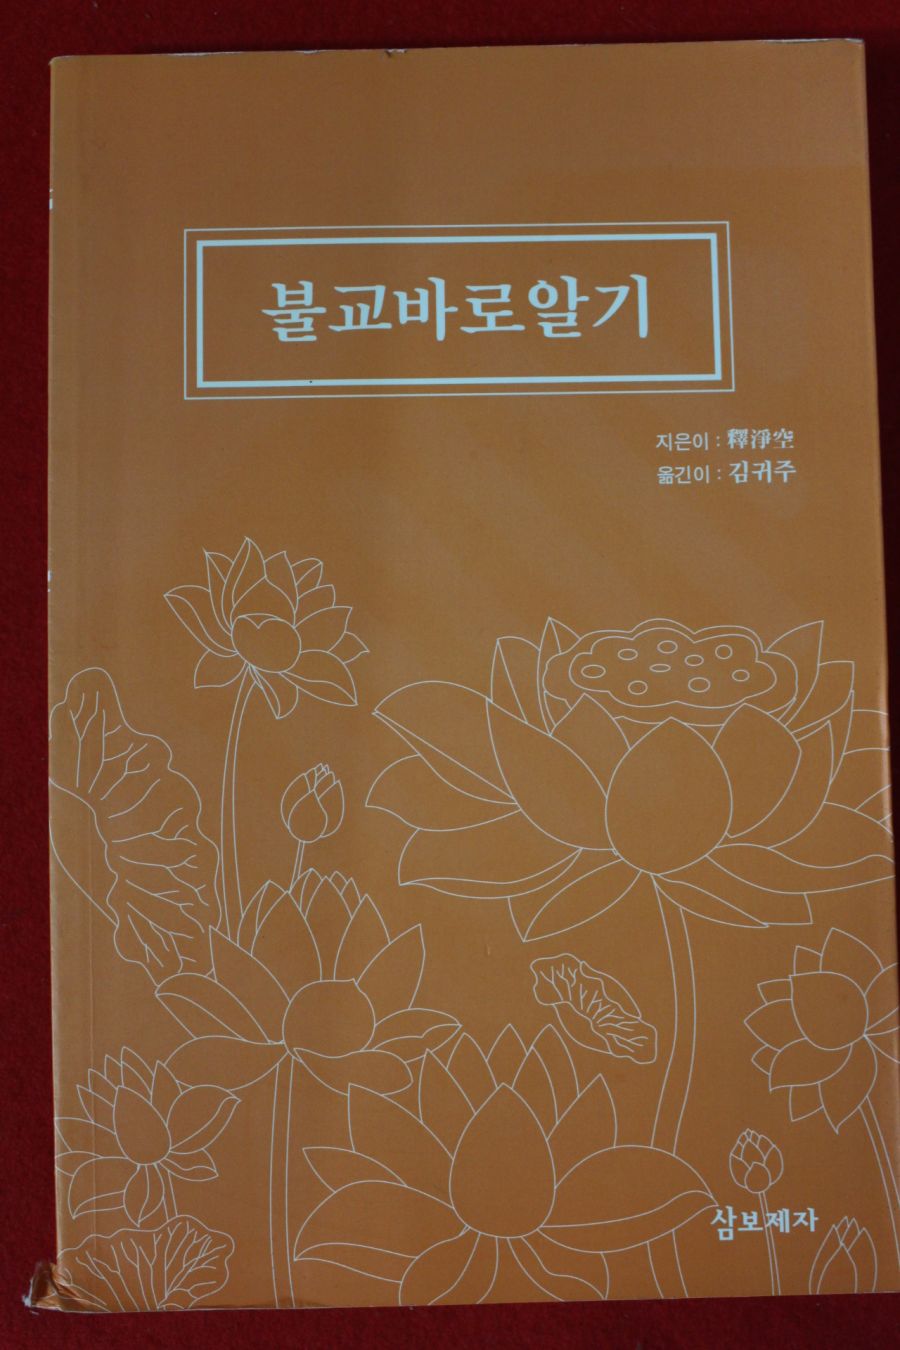 불교바로알기
지은이 : 釋淨空
옮긴이 : 김귀주
삼보제자